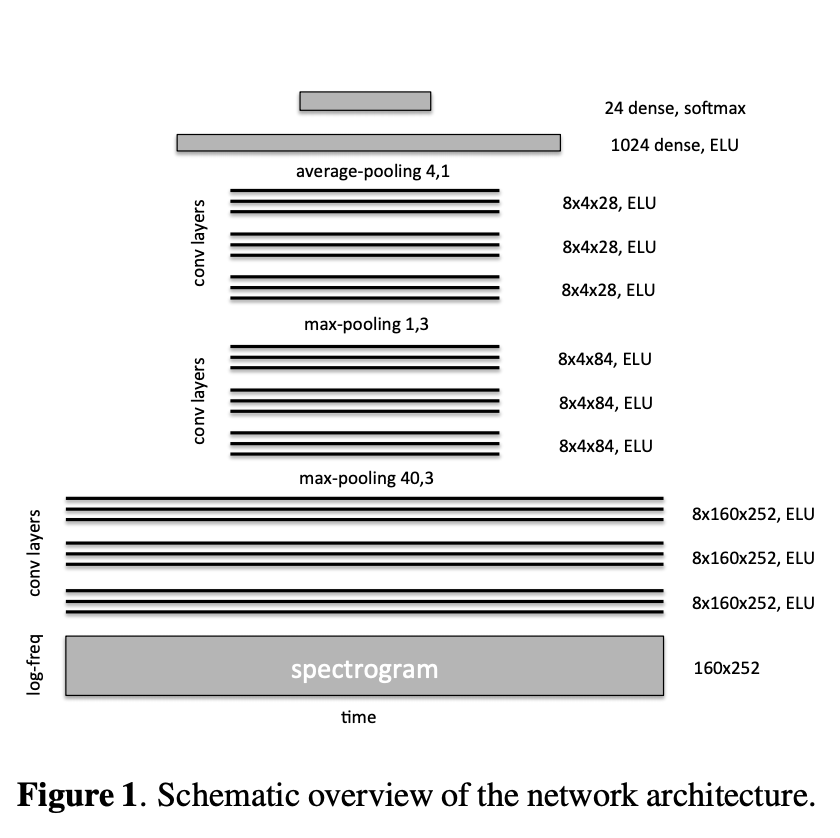 24 dense, softmax
1024 dense, ELU
average-pooling 4,1
conv layers
8x4x28, ELU
8x4x28, ELU
8x4x28, ELU
max-pooling 1,3
conv layers
8x4x84, ELU
8x4x84, ELU
8x4x84, ELU
max-pooling 40,3
conv layers
8x160x252, ELU
8x160x252, ELU
8x160x252, ELU
log-freq
spectrogram
160x252
time
Figure 1. Schematic overview of the network architecture.